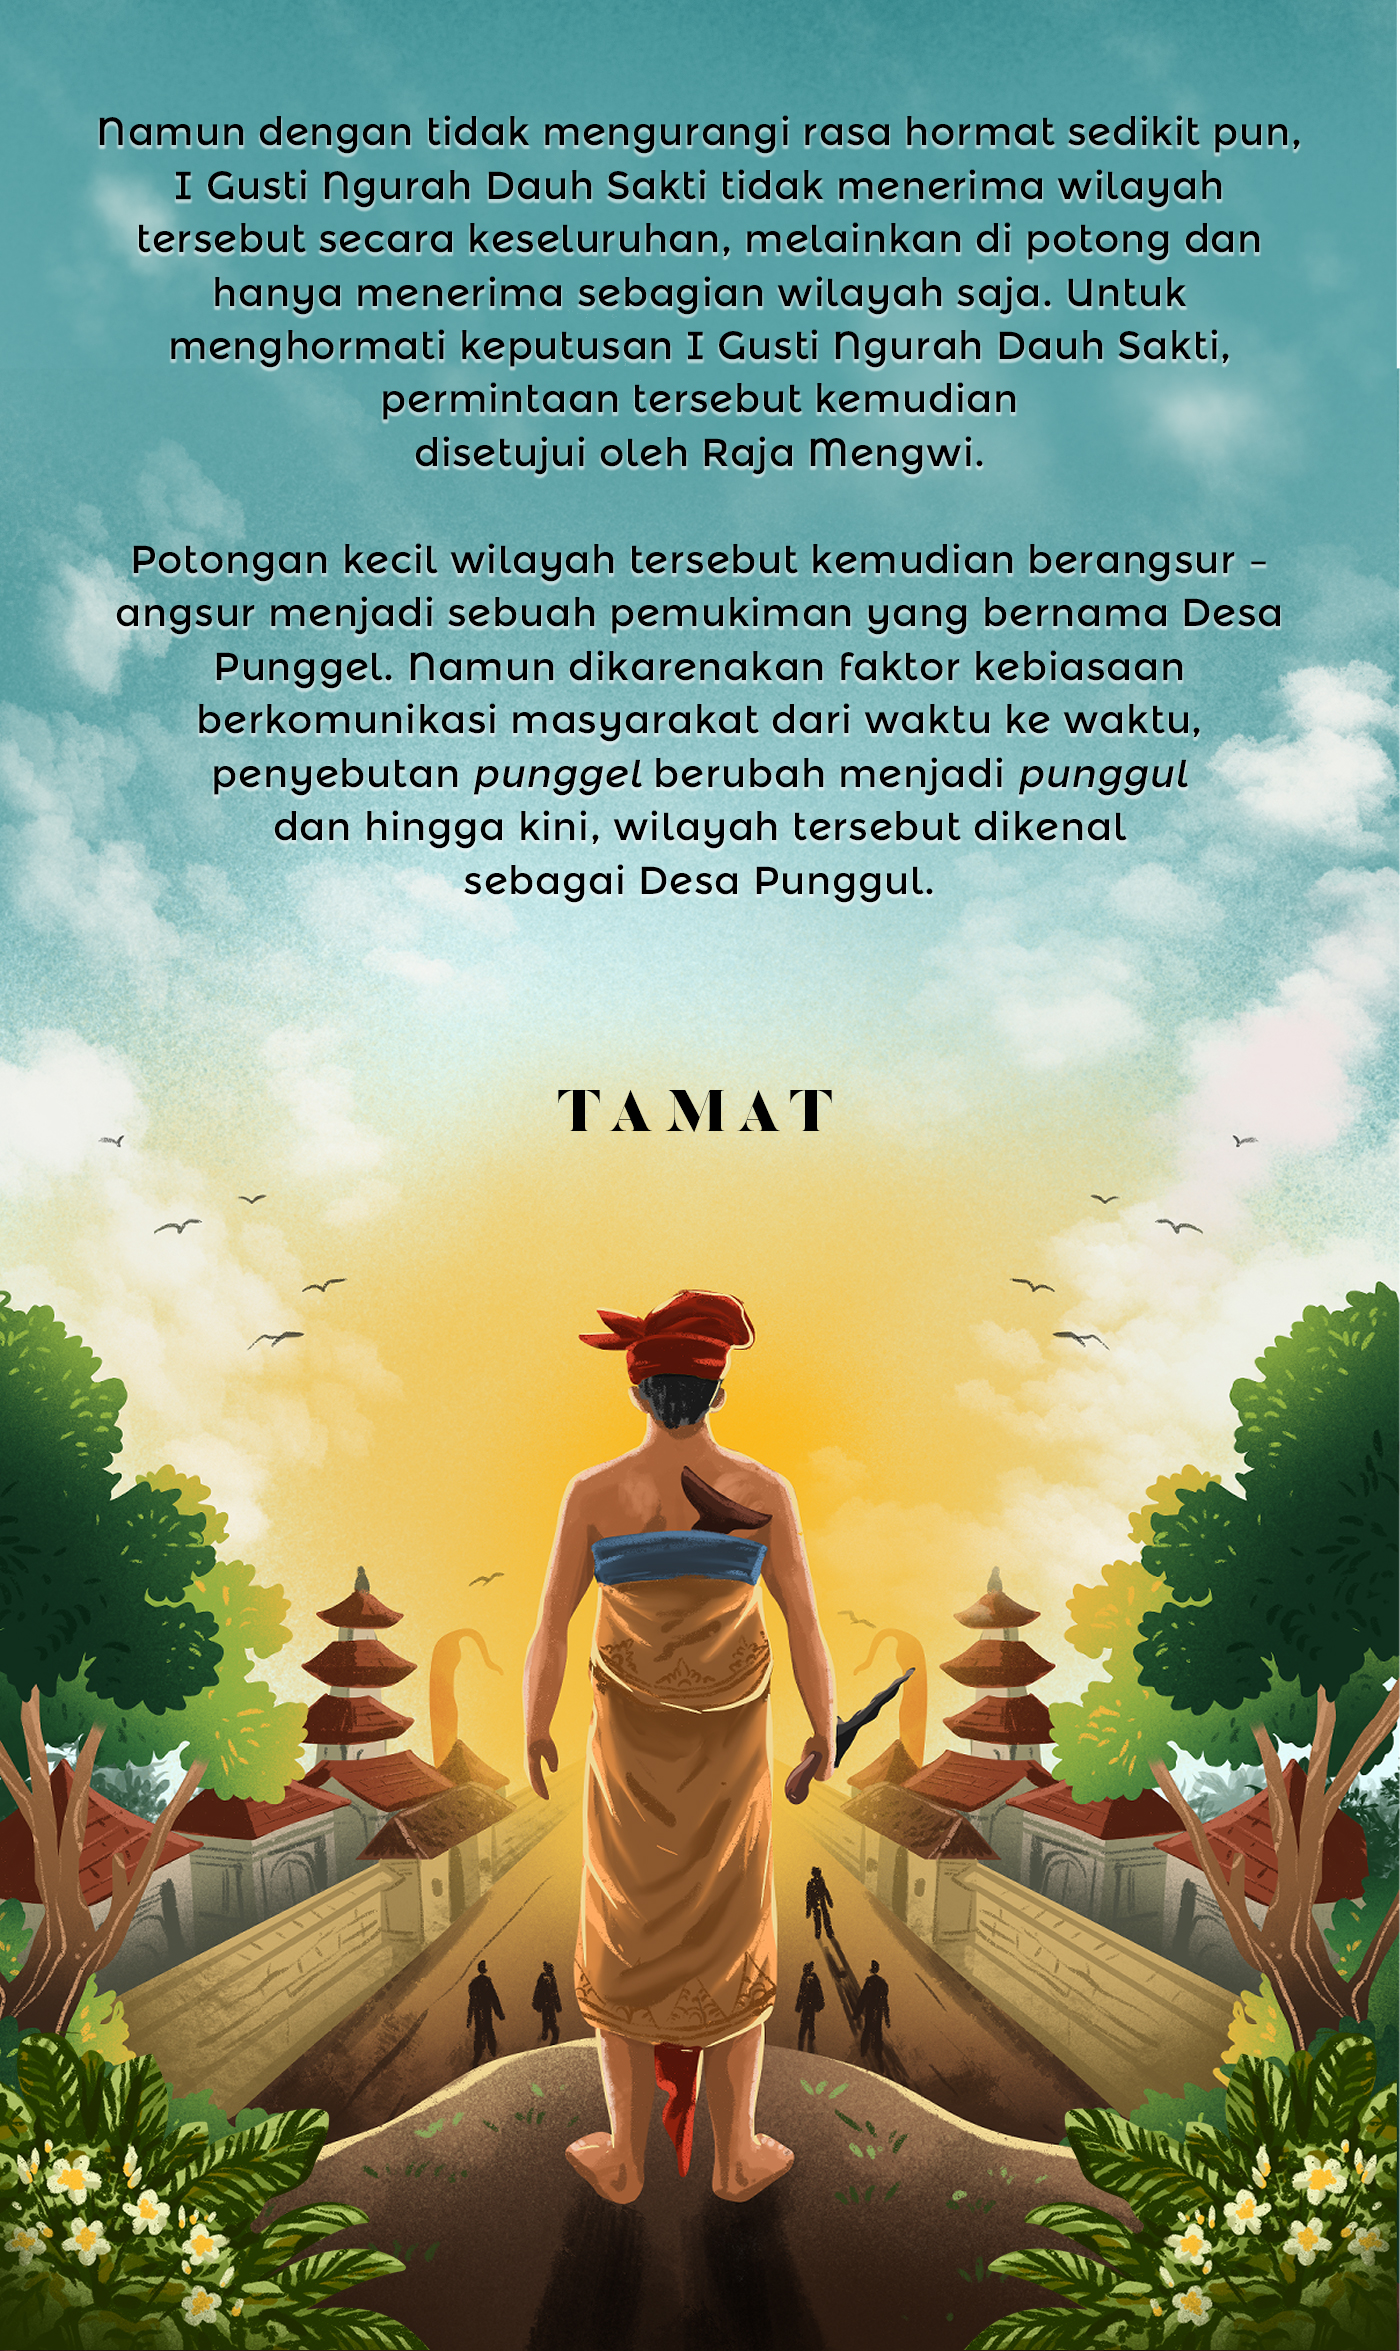 Namun dengan tidak mengurangi rasa hormat sedikit pun,
I Gusti Ngurah Dauh Sakti tidak menerima wilayah
tersebut secara keseluruhan, melainkan di potong dan
hanya menerima sebagian wilayah saja. Untuk
menghormati keputusan I Gusti Ngurah Dauh Sakti,
permintaan tersebut kemudian
disetujui oleh Raja Mengwi.
Potongan kecil wilayah tersebut kemudian berangsur -
angsur menjadi sebuah pemukiman yang bernama Desa
Punggel. Namun dikarenakan faktor kebiasaan
berkomunikasi masyarakat dari waktu ke waktu,
penyebutan punggel berubah menjadi punggul
dan hingga kini, wilayah tersebut dikenal
sebagai Desa Punggul.
TAMAT